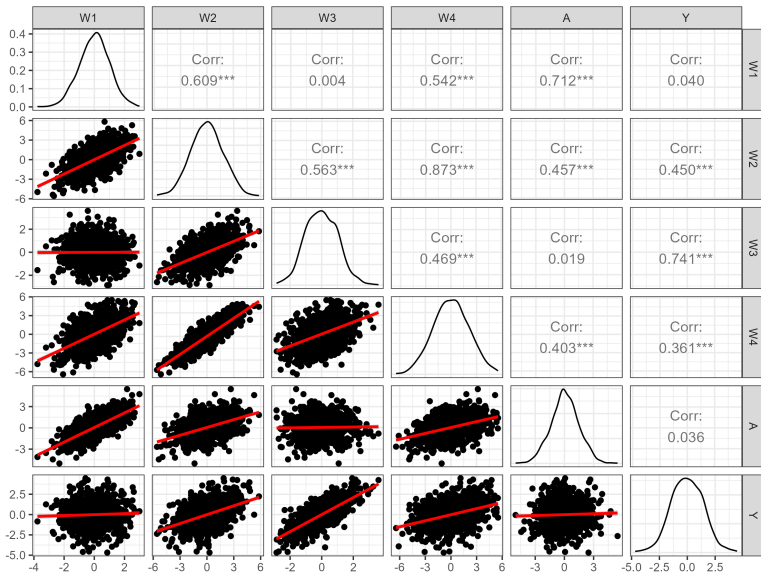 W1 W2 W3 W4 A Y
0.4
0.3
0.2
0.1
0.0
Corr:
0.609***
Corr:
0.004
Corr:
0.542***
Corr:
0.712***
Corr:
0.040
W1
6
3
0
-3
-6
Corr:
0.563***
Corr:
0.873***
Corr:
0.457***
Corr:
0.450***
W2
2
0
-2
Corr:
0.469***
Corr:
0.019
Corr:
0.741***
W3
6
3
0
-3
-6
Corr:
0.403***
Corr:
0.361***
W4
3
0
-3
Corr:
0.036
A
2.5
0.0
-2.5
-5.0
Y
-4 -2 0 2
-6 -3 0 3 6
-2 0 2
-6 -3 0 3 6
-3 0 3
-5.0 -2.5 0.0 2.5